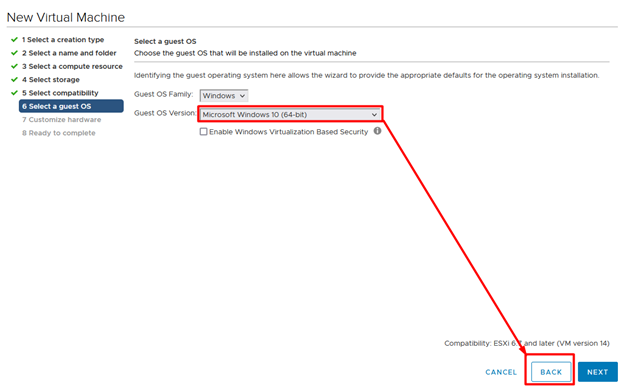 New Virtual Machine
1 Select a creation type
2 Select a name and folder
3 Select a compute resource
4 Select storage
5 Select compatibility
6 Select a guest OS
7 Customize hardware
8 Ready to complete
Select a guest OS
Choose the guest OS that will be installed on the virtual machine
Identifying the guest operating system here allows the wizard to provide the appropriate defaults for the operating system installation.
Guest OS Family: Windows
Guest OS Version: Microsoft Windows 10 (64-bit)
Enable Windows Virtualization Based Security
Compatibility: ESXi 6.7 and later (VM version 14)
CANCEL BACK NEXT